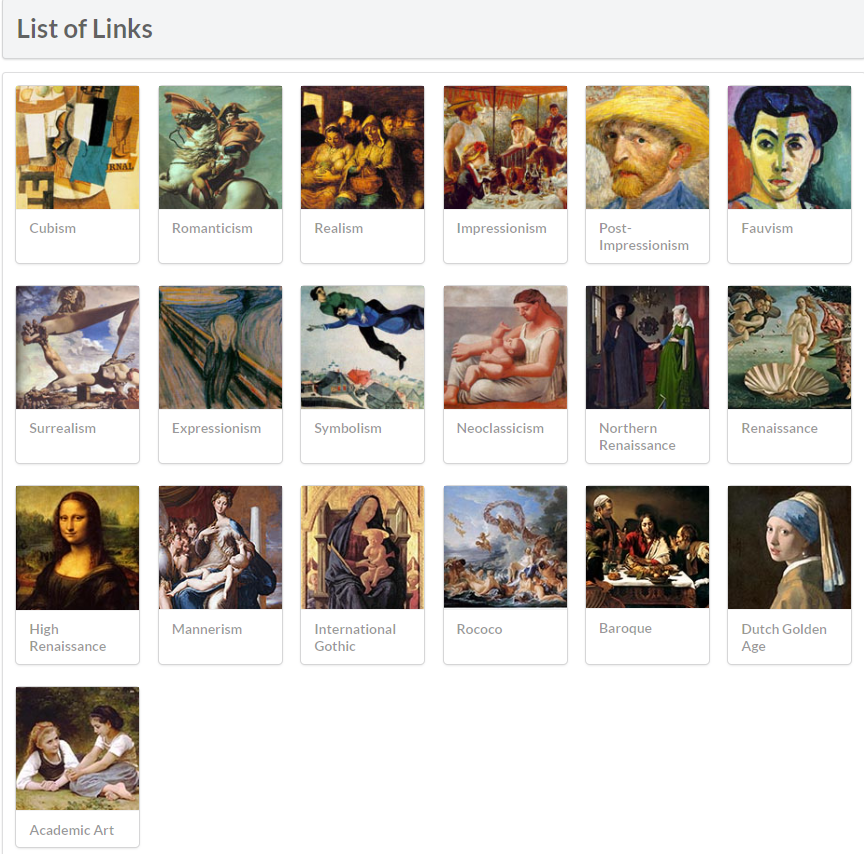 List of Links
Cubism
Romanticism
Realism
Impressionism
Post-
Impressionism
Fauvism
Surrealism
Expressionism
Symbolism
Neoclassicism
Northern
Renaissance
Renaissance
High
Renaissance
Mannerism
International
Gothic
Rococo
Baroque
Dutch Golden
Age
Academic Art